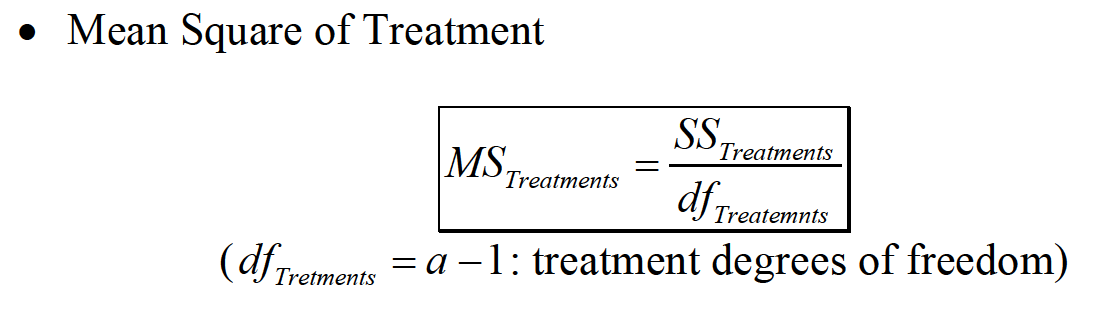 • Mean Square of Treatment
MS_Treatments = SS_Treatments / df_Treatemnts
(df_Tretments = a − 1: treatment degrees of freedom)